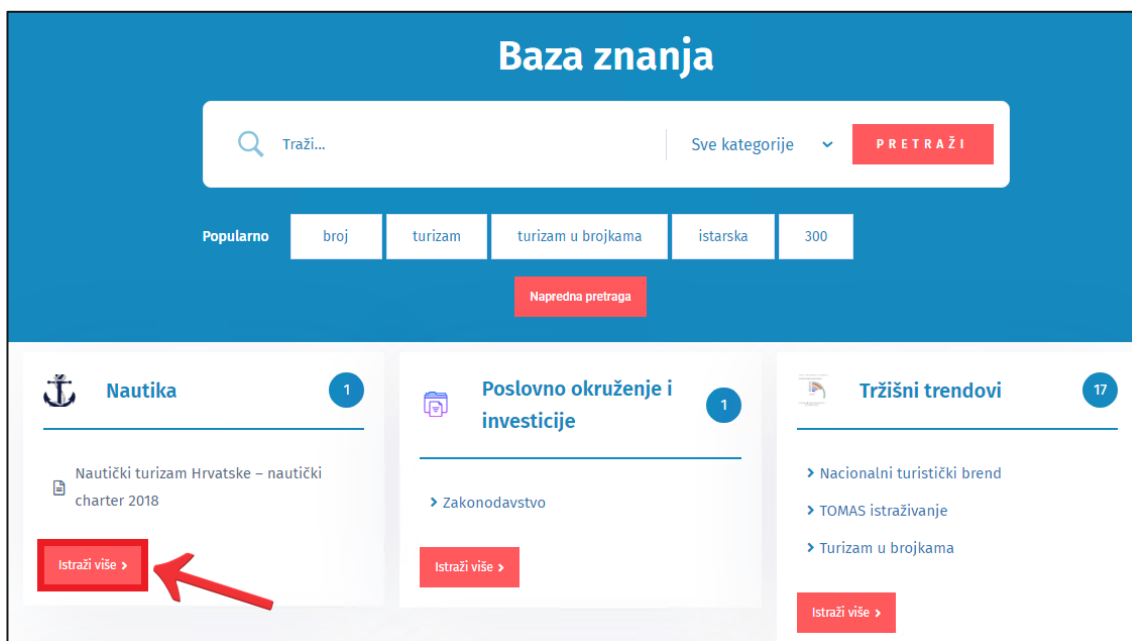 Baza znanja
Traži...
Sve kategorije
PRETRAŽI
Popularno
broj
turizam
turizam u brojkama
istarska
300
Napredna pretraga
Nautika
1
Nautički turizam Hrvatske – nautički
charter 2018
Istraži više >
Poslovno okruženje i
investicije
1
> Zakonodavstvo
Istraži više >
Tržišni trendovi
17
> Nacionalni turistički brend
> TOMAS istraživanje
> Turizam u brojkama
Istraži više >